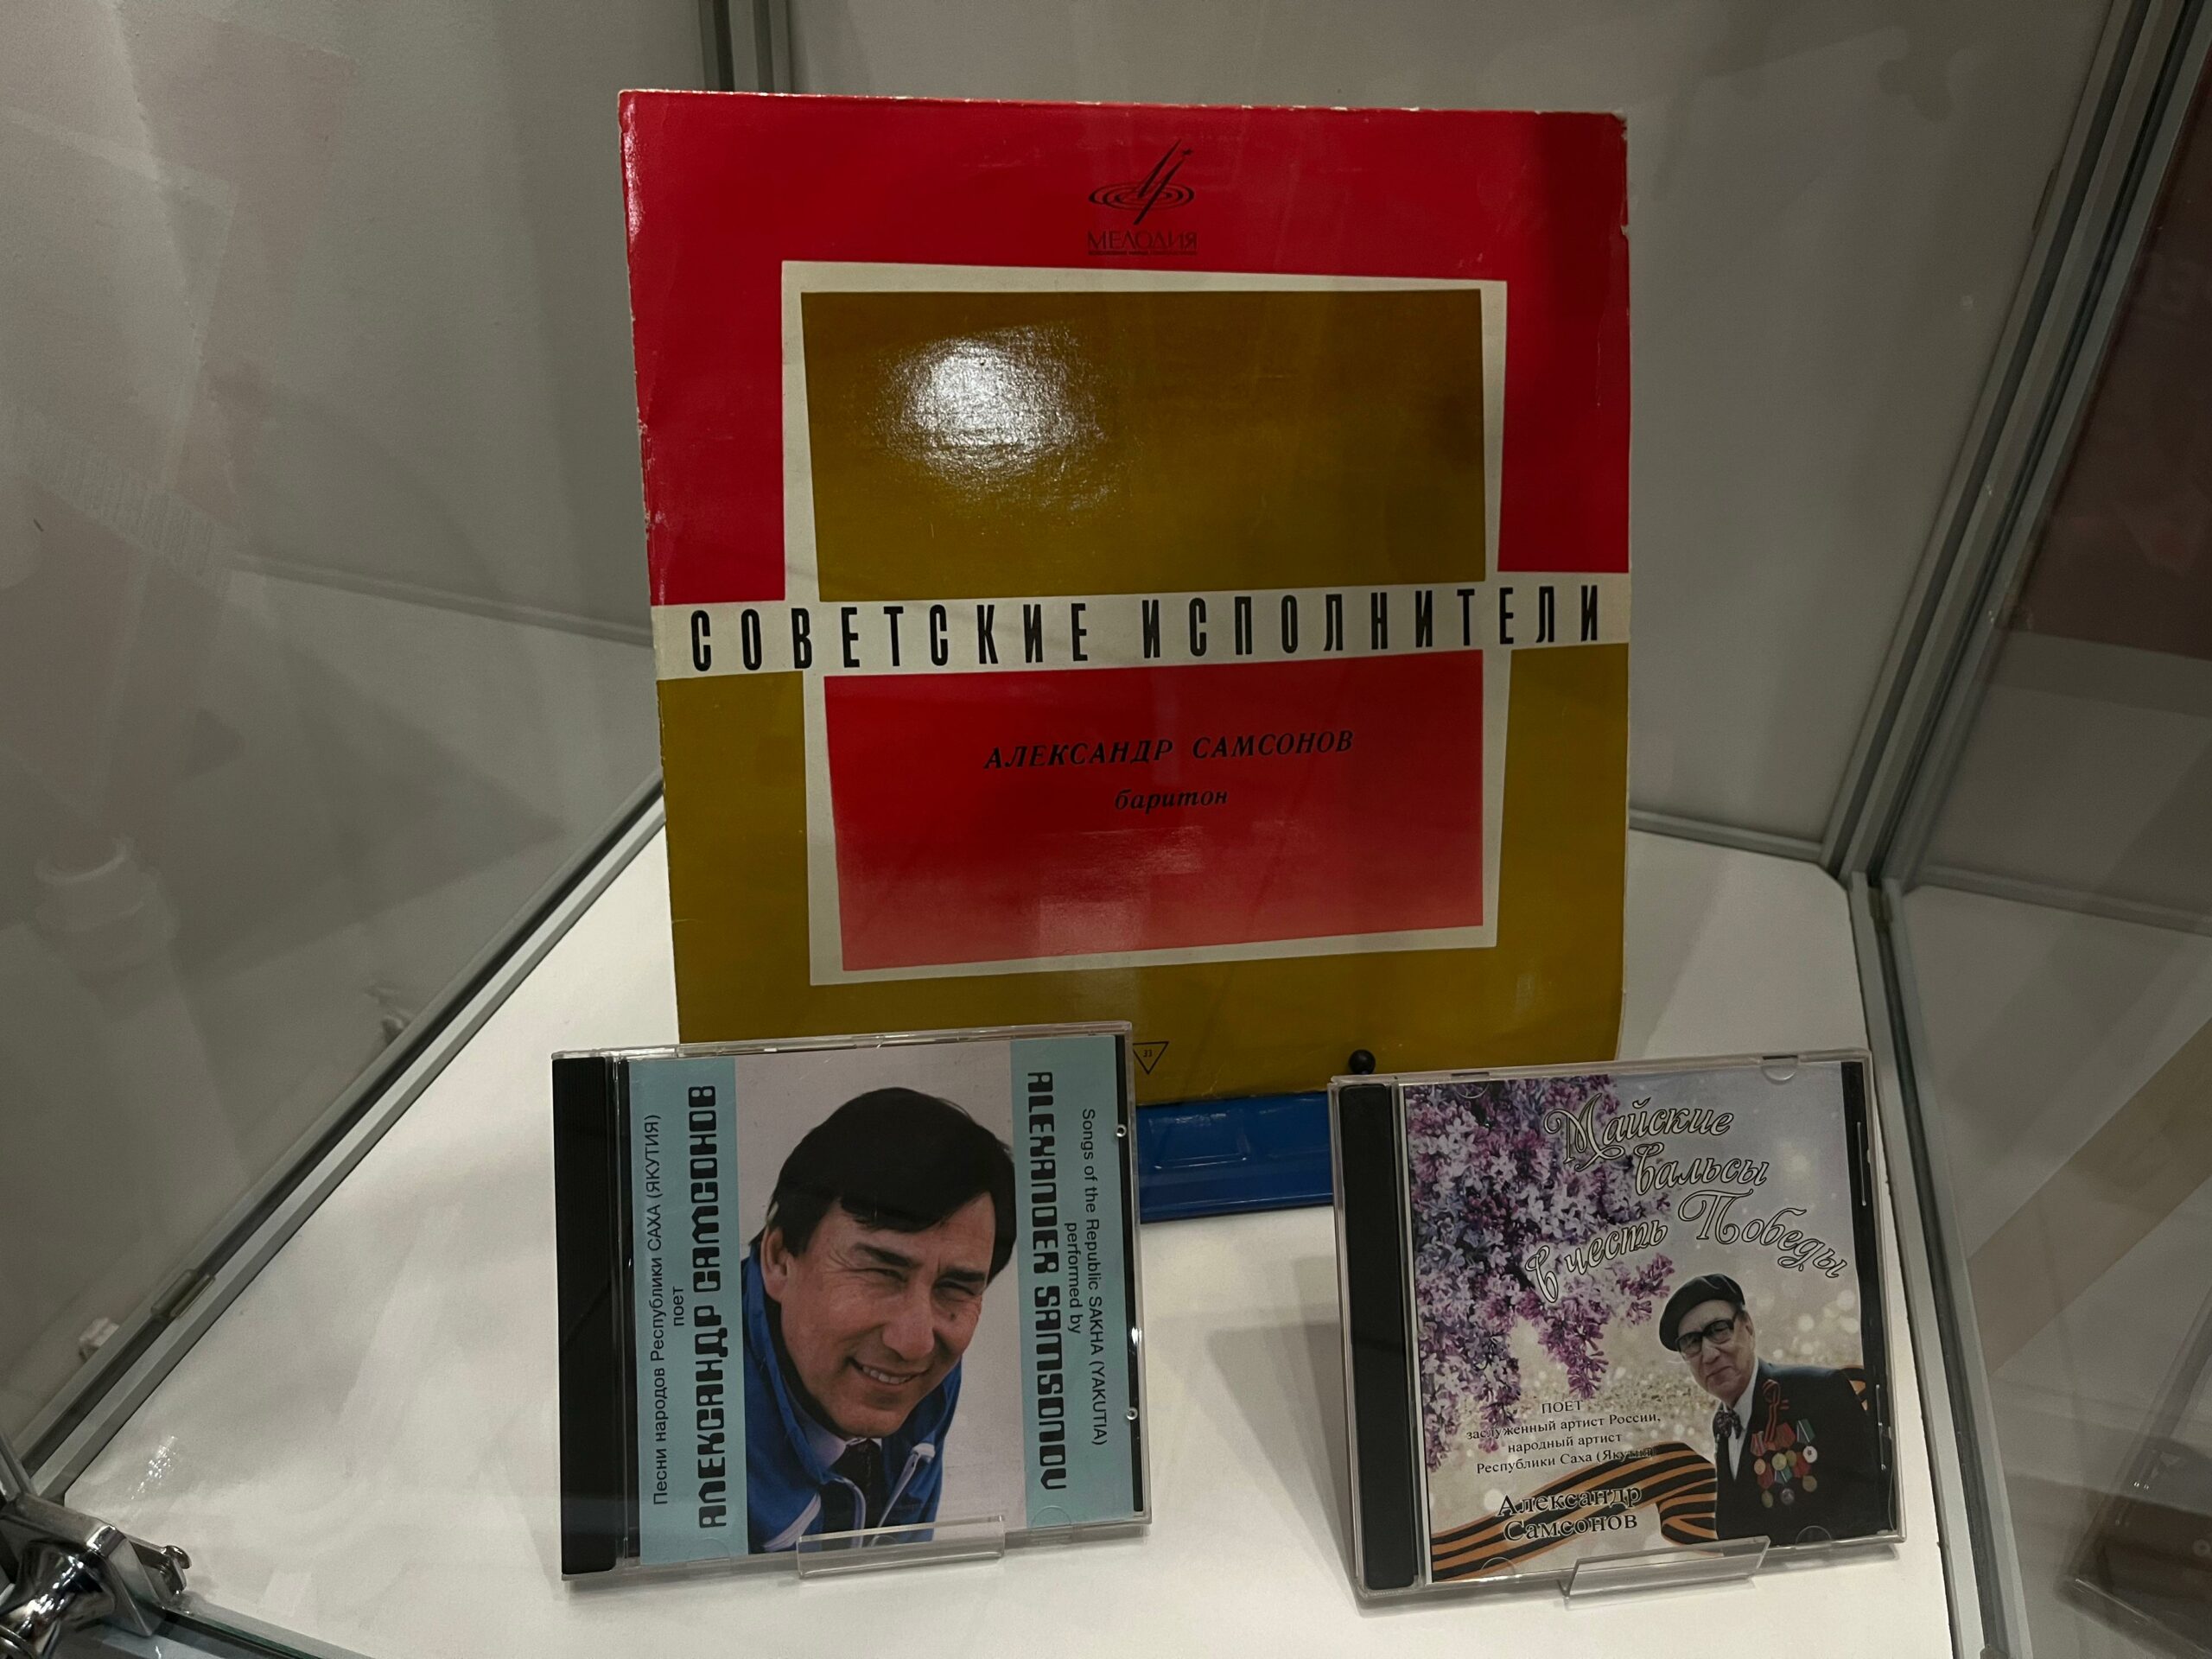 МЕЛОДИЯ
СОВЕТСКИЕ ИСПОЛНИТЕЛИ
АЛЕКСАНДР САМСОНОВ
баритон
33
Песни народов Республики САХА (ЯКУТИЯ)
поет
АЛЕКСАНДР САМСОНОВ
Songs of the Republic SAKHA (YAKUTIA)
performed by
ALEXANDER SAMSONOV
Майские
вальсы
в честь Победы
ПОЕТ
заслуженный артист России,
народный артист
Республики Саха (Якутия)
Александр
Самсонов